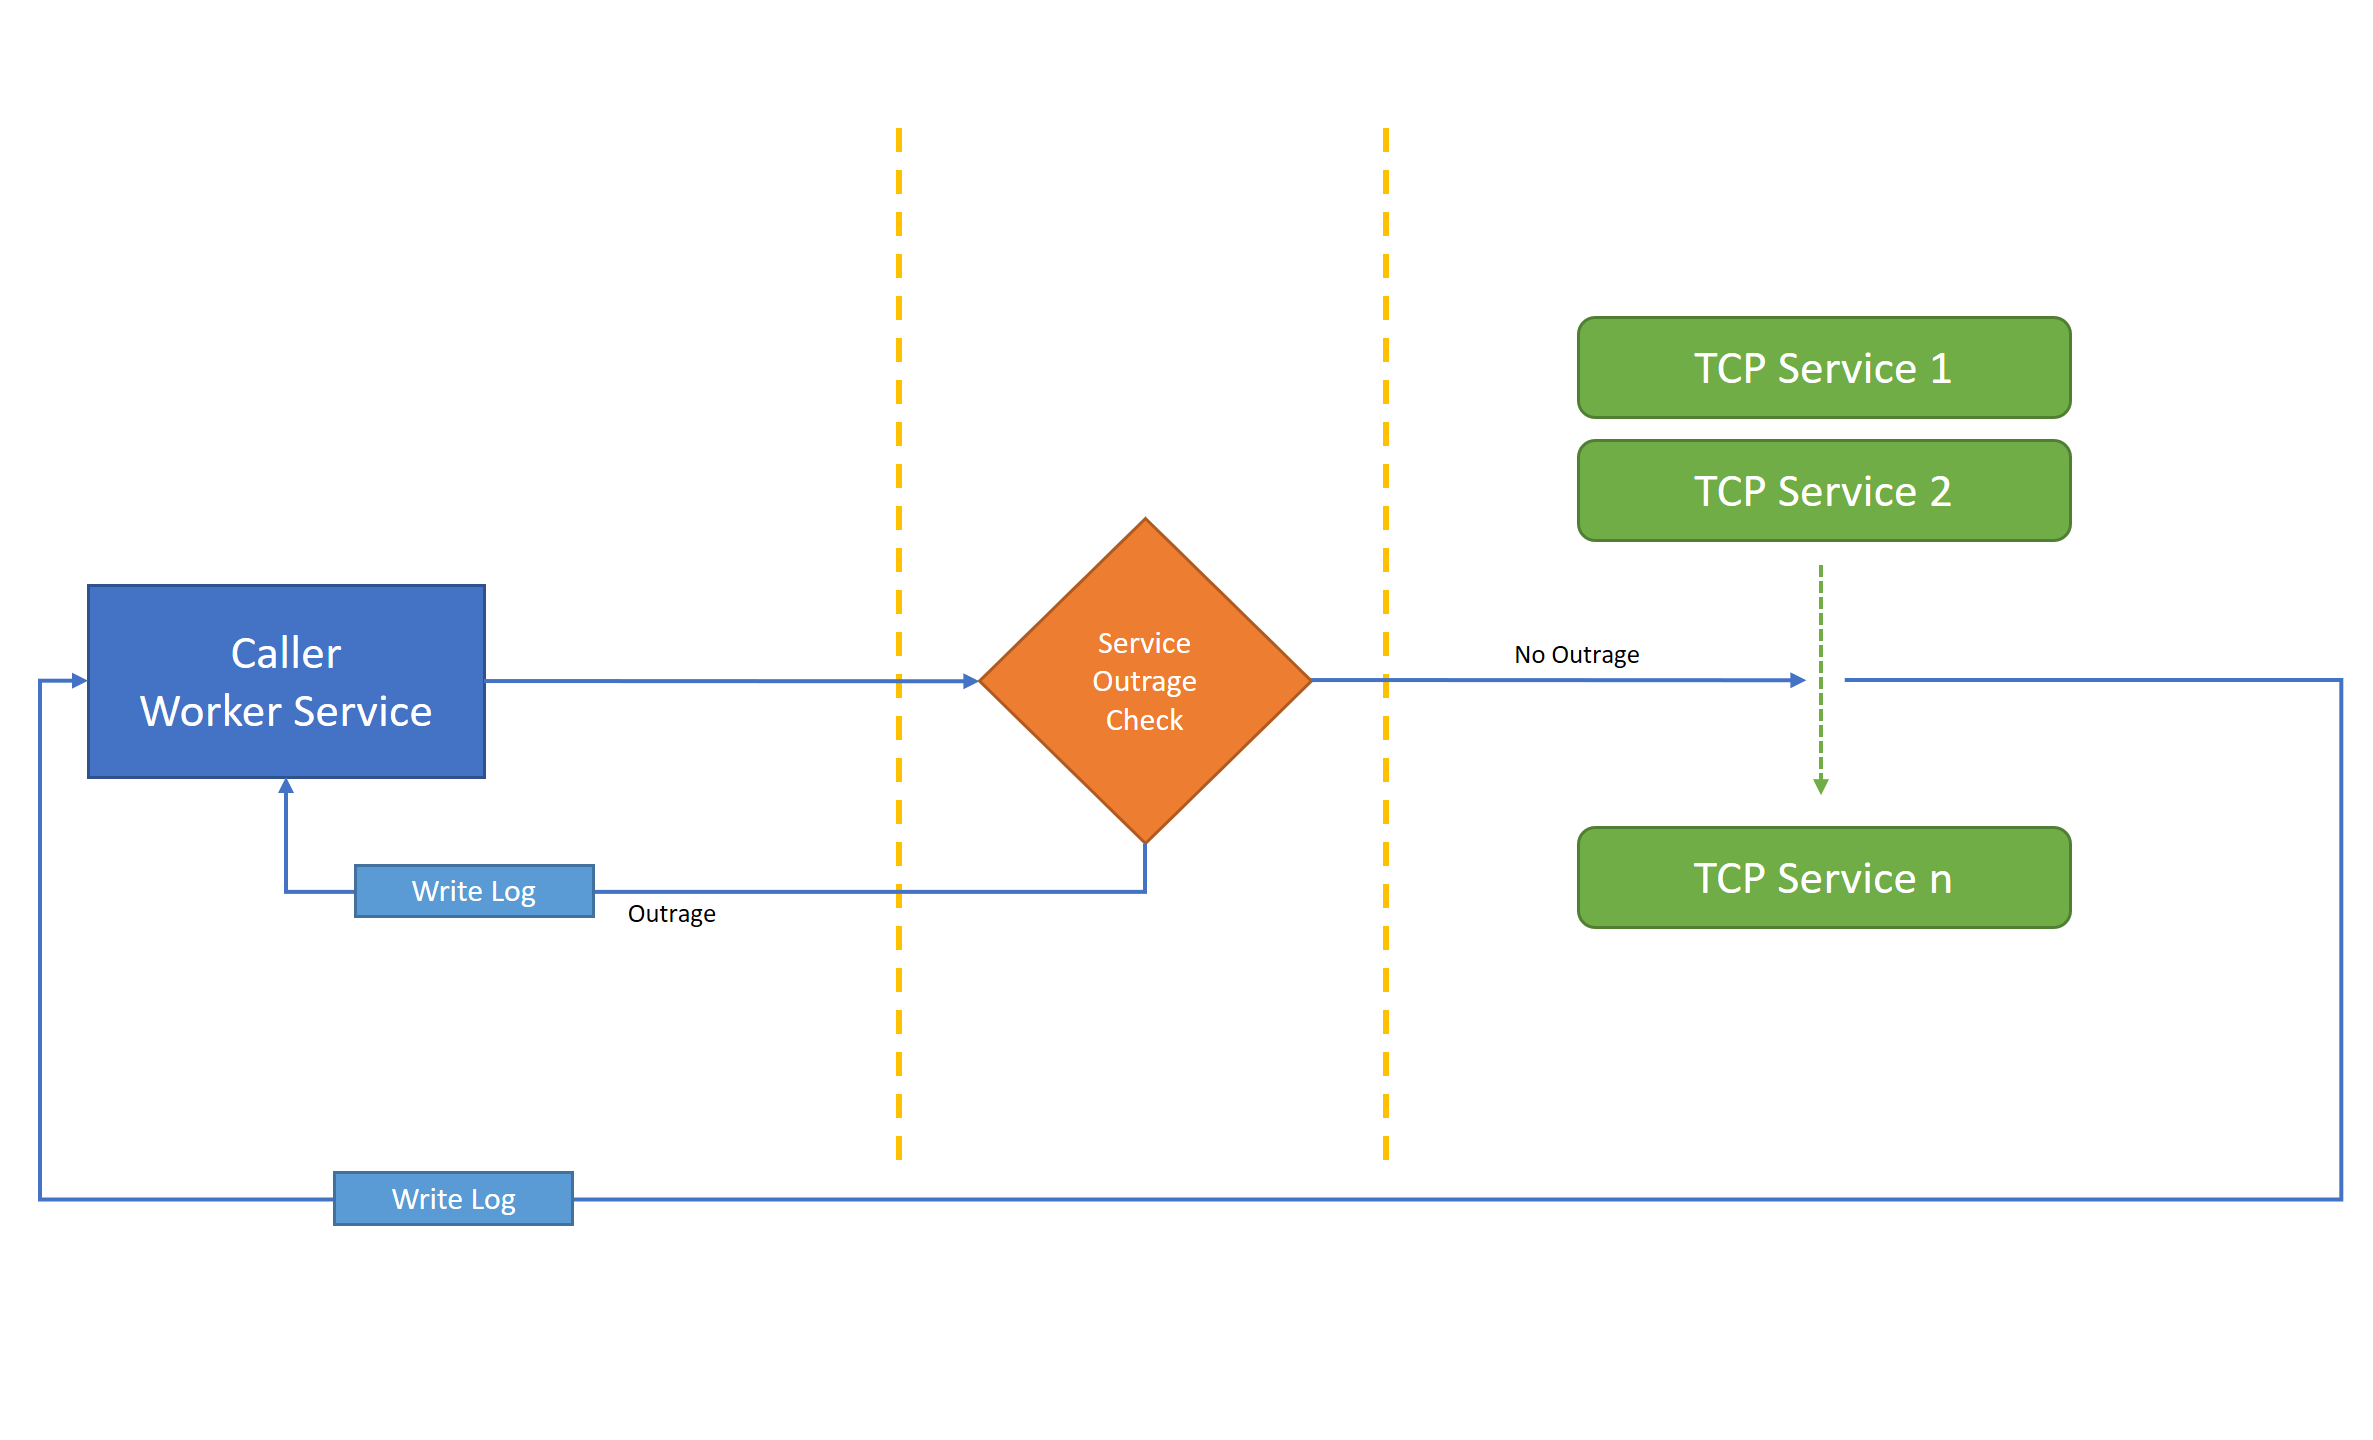 TCP Service 1
TCP Service 2
Caller
Worker Service
Service
Outrage
Check
No Outrage
TCP Service n
Write Log
Outrage
Write Log